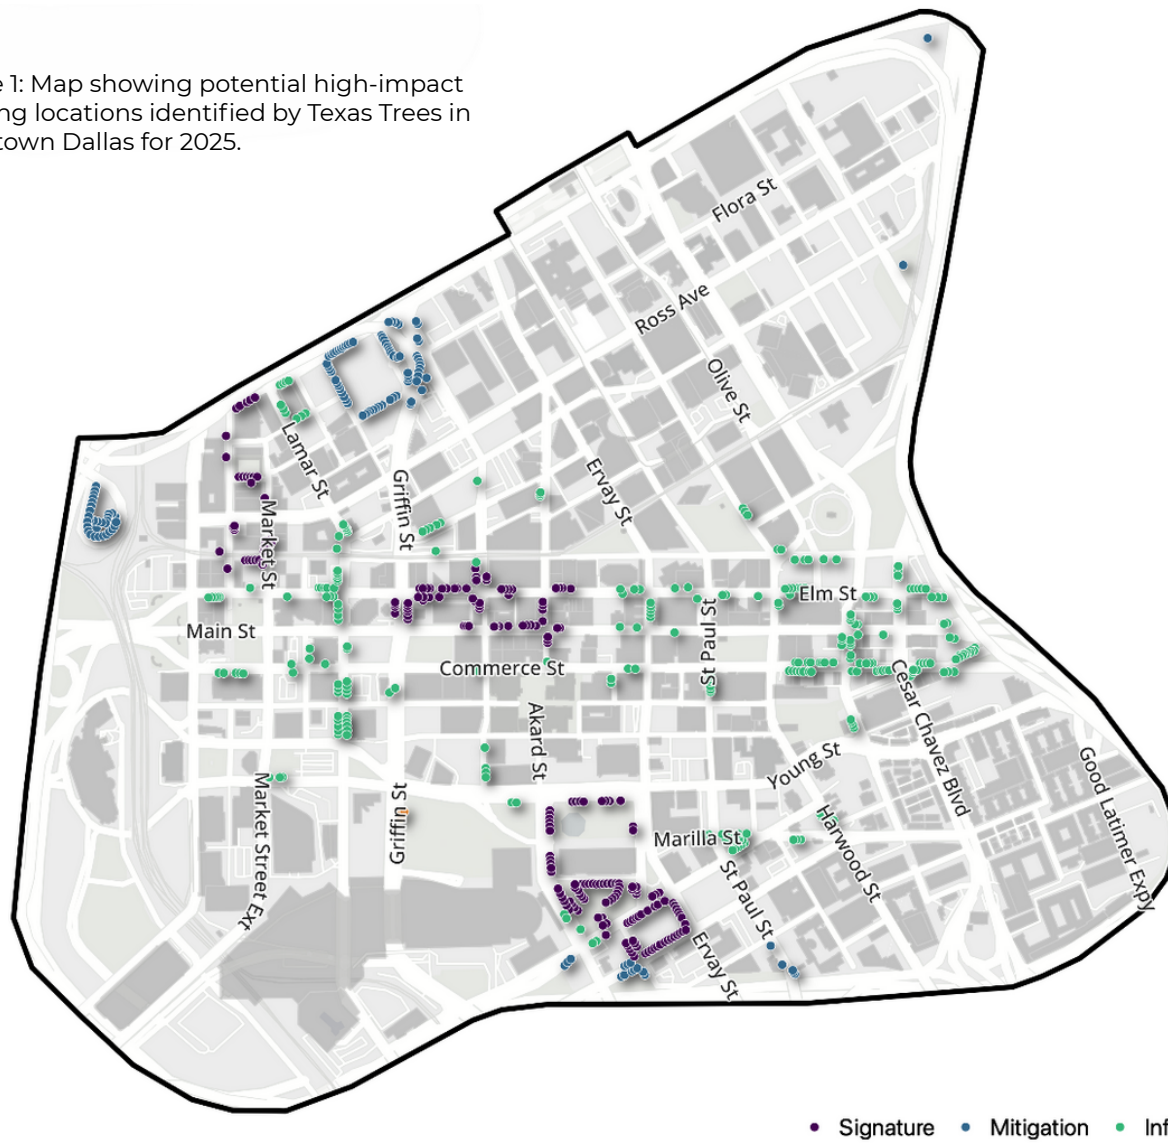 e 1: Map showing potential high-impact
ng locations identified by Texas Trees in
town Dallas for 2025.
Flora St
Ross Ave
Olive St
Lamar St
Griffin St
Ervay St
Market St
Elm St
Main St
St Paul St
Commerce St
Cesar Chavez Blvd
Akard St
Young St
Good Latimer Expy
Market Street Ext
Griffin St
Marilla St
Harwood St
St Paul St
Ervay St
Signature Mitigation Inf